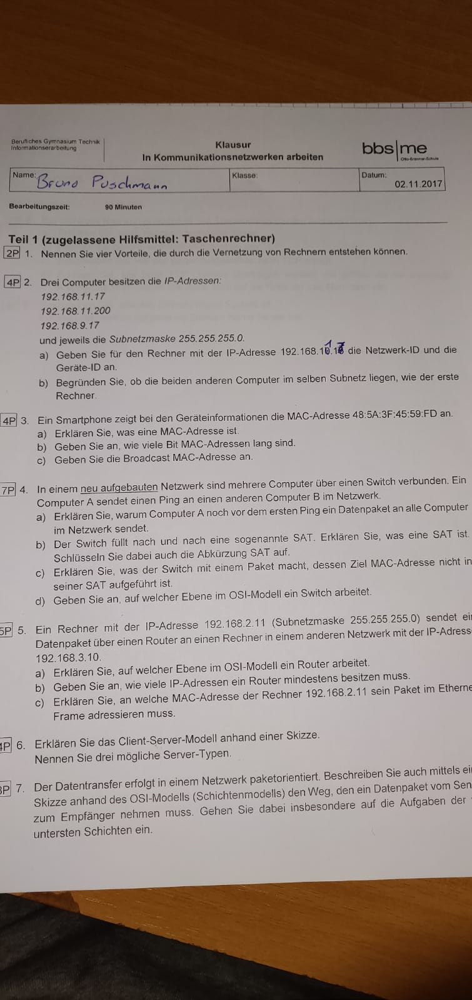 Berufliches Gymnasium Technik
Informationserarbeitung
Klausur
In Kommunikationsnetzwerken arbeiten
bbs|me
Otto-Brenner-Schule
Name: Bruno Puschmann
Klasse:
Datum:
02.11.2017
Bearbeitungszeit: 90 Minuten
Teil 1 (zugelassene Hilfsmittel: Taschenrechner)
2P 1. Nennen Sie vier Vorteile, die durch die Vernetzung von Rechnern entstehen können.
4P 2. Drei Computer besitzen die IP-Adressen:
192.168.11.17
192.168.11.200
192.168.9.17
und jeweils die Subnetzmaske 255.255.255.0.
a) Geben Sie für den Rechner mit der IP-Adresse 192.168.11.17 die Netzwerk-ID und die
Geräte-ID an.
b) Begründen Sie, ob die beiden anderen Computer im selben Subnetz liegen, wie der erste
Rechner.
4P 3. Ein Smartphone zeigt bei den Geräteinformationen die MAC-Adresse 48:5A:3F:45:59:FD an.
a) Erklären Sie, was eine MAC-Adresse ist.
b) Geben Sie an, wie viele Bit MAC-Adressen lang sind.
c) Geben Sie die Broadcast MAC-Adresse an.
7P 4. In einem neu aufgebauten Netzwerk sind mehrere Computer über einen Switch verbunden. Ein
Computer A sendet einen Ping an einen anderen Computer B im Netzwerk.
a) Erklären Sie, warum Computer A noch vor dem ersten Ping ein Datenpaket an alle Computer
im Netzwerk sendet.
b) Der Switch füllt nach und nach eine sogenannte SAT. Erklären Sie, was eine SAT ist.
Schlüsseln Sie dabei auch die Abkürzung SAT auf.
c) Erklären Sie, was der Switch mit einem Paket macht, dessen Ziel MAC-Adresse nicht in
seiner SAT aufgeführt ist.
d) Geben Sie an, auf welcher Ebene im OSI-Modell ein Switch arbeitet.
5P 5. Ein Rechner mit der IP-Adresse 192.168.2.11 (Subnetzmaske 255.255.255.0) sendet ei
Datenpaket über einen Router an einen Rechner in einem anderen Netzwerk mit der IP-Adress
192.168.3.10.
a) Erklären Sie, auf welcher Ebene im OSI-Modell ein Router arbeitet.
b) Geben Sie an, wie viele IP-Adressen ein Router mindestens besitzen muss.
c) Erklären Sie, an welche MAC-Adresse der Rechner 192.168.2.11 sein Paket im Etherne
Frame adressieren muss.
P 6. Erklären Sie das Client-Server-Modell anhand einer Skizze.
Nennen Sie drei mögliche Server-Typen.
P 7. Der Datentransfer erfolgt in einem Netzwerk paketorientiert. Beschreiben Sie auch mittels ei
Skizze anhand des OSI-Modells (Schichtenmodells) den Weg, den ein Datenpaket vom Sen
zum Empfänger nehmen muss. Gehen Sie dabei insbesondere auf die Aufgaben der
untersten Schichten ein.